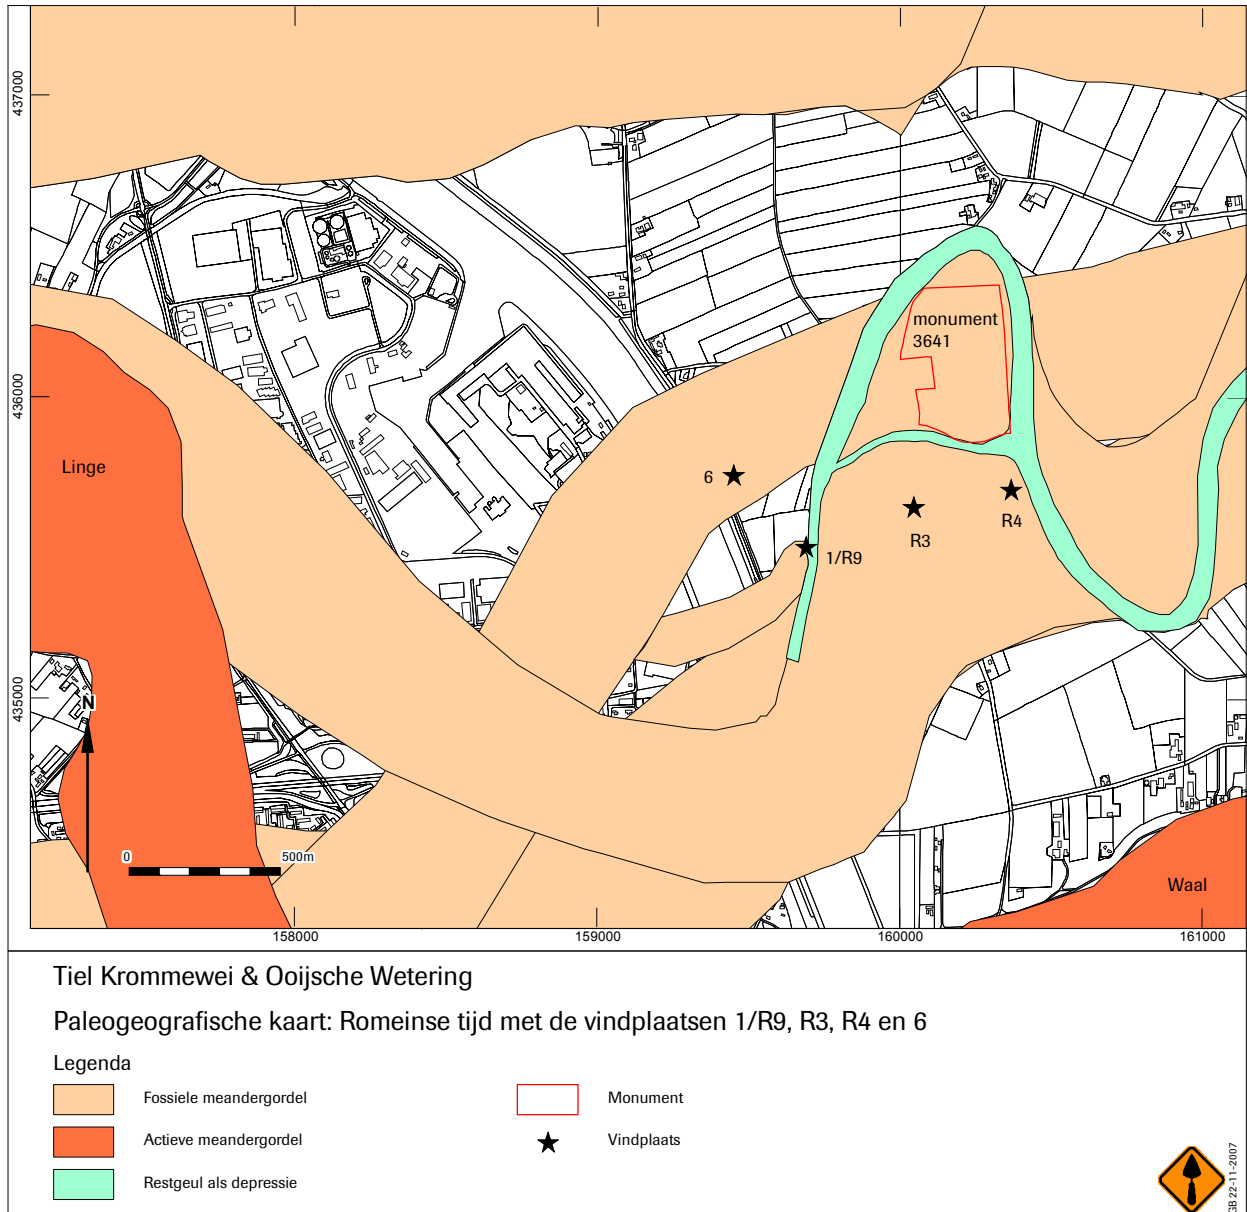 437000
436000
435000
monument
3641
Linge
6
1/R9
R3
R4
N
0
500m
Waal
158000
159000
160000
161000
Tiel Krommewei & Ooijsche Wetering
Paleogeografische kaart: Romeinse tijd met de vindplaatsen 1/R9, R3, R4 en 6
Legenda
Fossiele meandergordel
Monument
Actieve meandergordel
Vindplaats
Restgeul als depressie
GB 22-11-2007